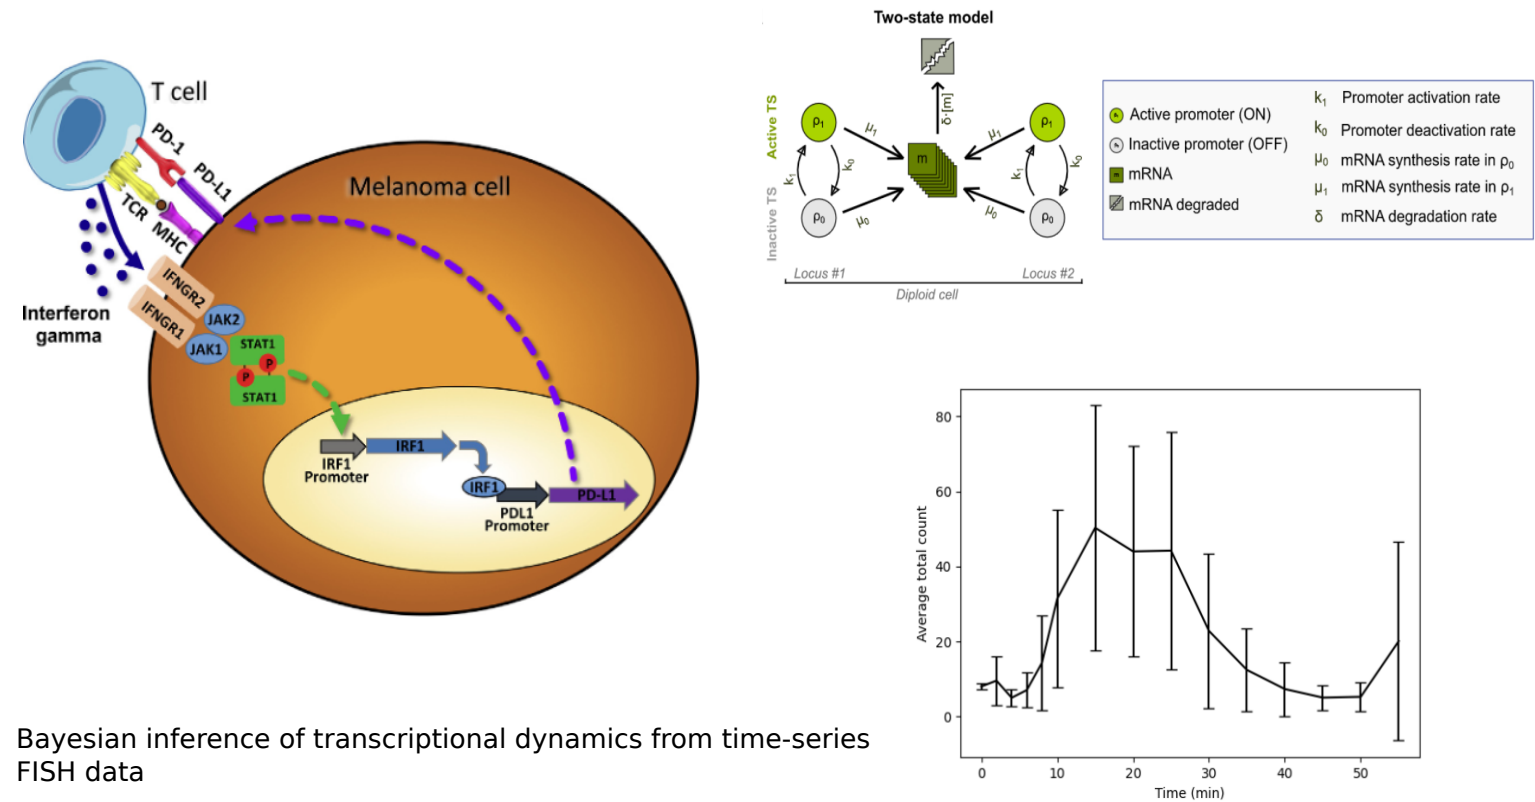 T cell
PD-1
PD-L1
TCR
MHC
Melanoma cell
Interferon
gamma
IFNGR2
IFNGR1
JAK2
JAK1
STAT1
P
P
STAT1
IRF1
Promoter
IRF1
IRF1
PDL1
Promoter
PD-L1
Two-state model
Active TS
Inactive TS
δ·[m]
ρ1
μ1
k1
k0
ρ0
μ0
m
ρ1
μ1
k1
k0
ρ0
μ0
Locus #1
Locus #2
Diploid cell
Active promoter (ON)
Inactive promoter (OFF)
m mRNA
mRNA degraded
k1 Promoter activation rate
k0 Promoter deactivation rate
μ0 mRNA synthesis rate in ρ0
μ1 mRNA synthesis rate in ρ1
δ mRNA degradation rate
Average total count
80
60
40
20
0
0 10 20 30 40 50
Time (min)
Bayesian inference of transcriptional dynamics from time-series
FISH data